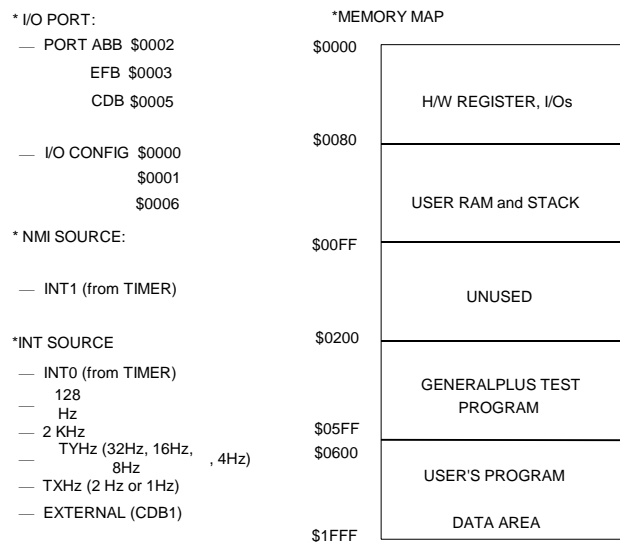 * I/O PORT:
— PORT ABB $0002
EFB $0003
CDB $0005
— I/O CONFIG $0000
$0001
$0006
* NMI SOURCE:
— INT1 (from TIMER)
*INT SOURCE
— INT0 (from TIMER)
— 128
Hz
— 2 KHz
— TYHz (32Hz, 16Hz,
8Hz , 4Hz)
— TXHz (2 Hz or 1Hz)
— EXTERNAL (CDB1)
*MEMORY MAP
$0000
H/W REGISTER, I/Os
$0080
USER RAM and STACK
$00FF
UNUSED
$0200
GENERALPLUS TEST
PROGRAM
$05FF
$0600
USER'S PROGRAM
DATA AREA
$1FFF